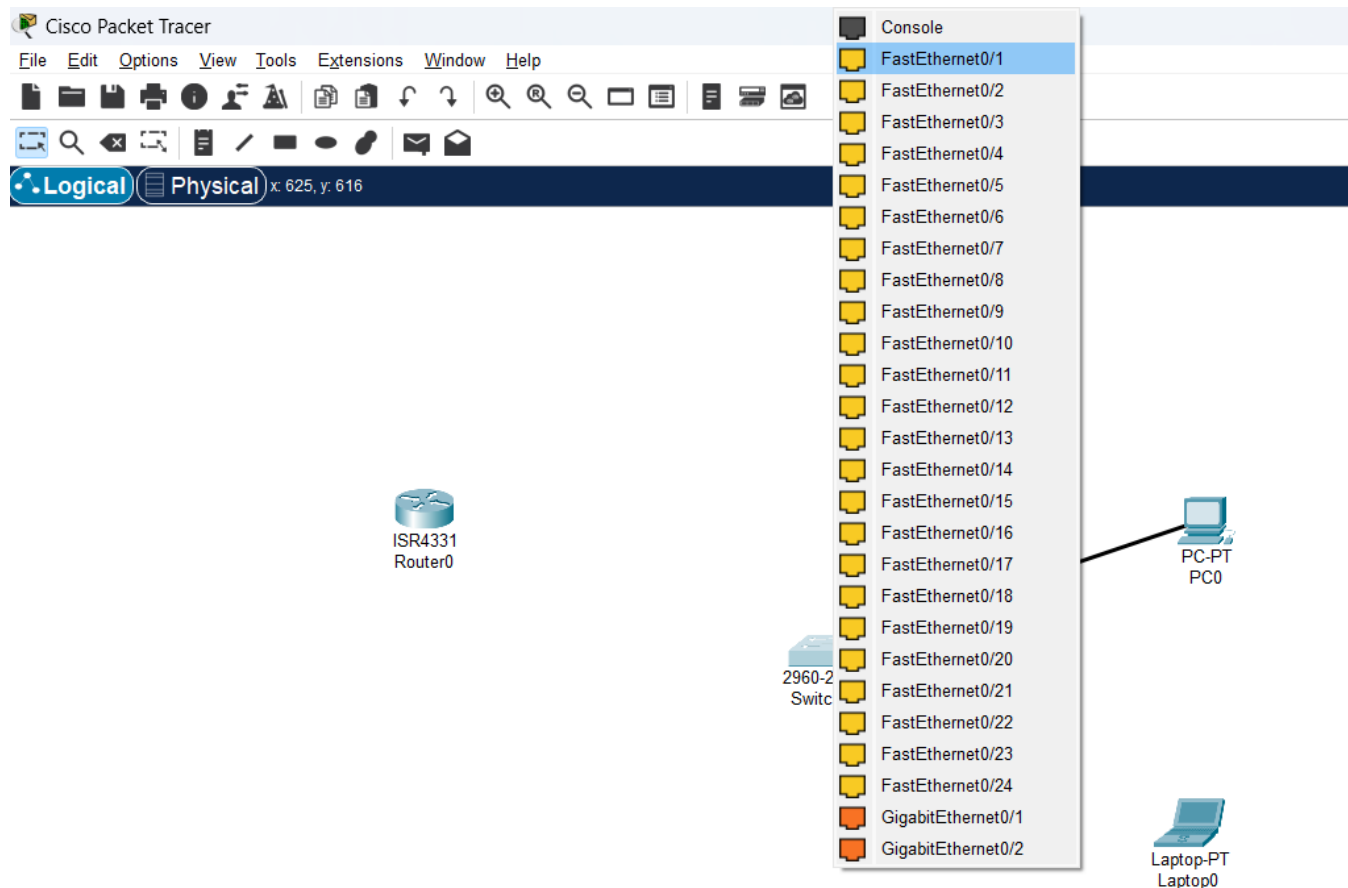 Cisco Packet Tracer
File Edit Options View Tools Extensions Window Help
Logical Physical x: 625, y: 616
Console
FastEthernet0/1
FastEthernet0/2
FastEthernet0/3
FastEthernet0/4
FastEthernet0/5
FastEthernet0/6
FastEthernet0/7
FastEthernet0/8
FastEthernet0/9
FastEthernet0/10
FastEthernet0/11
FastEthernet0/12
FastEthernet0/13
FastEthernet0/14
FastEthernet0/15
FastEthernet0/16
FastEthernet0/17
FastEthernet0/18
FastEthernet0/19
FastEthernet0/20
FastEthernet0/21
FastEthernet0/22
FastEthernet0/23
FastEthernet0/24
GigabitEthernet0/1
GigabitEthernet0/2
ISR4331
Router0
2960-2
Switc
PC-PT
PC0
Laptop-PT
Laptop0